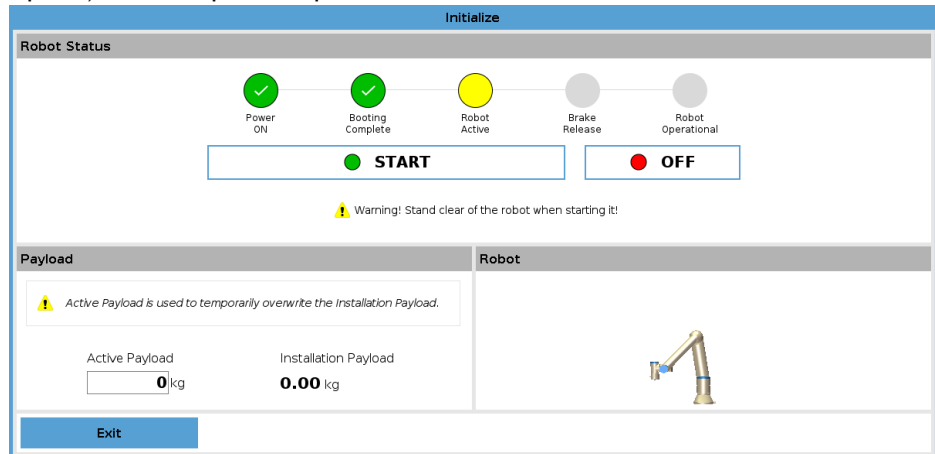 Initialize
Robot Status
Power
ON
Booting
Complete
Robot
Active
Brake
Release
Robot
Operational
START
OFF
Warning! Stand clear of the robot when starting it!
Payload
Robot
Active Payload is used to temporarily overwrite the Installation Payload.
Active Payload
Installation Payload
0 kg
0.00 kg
Exit